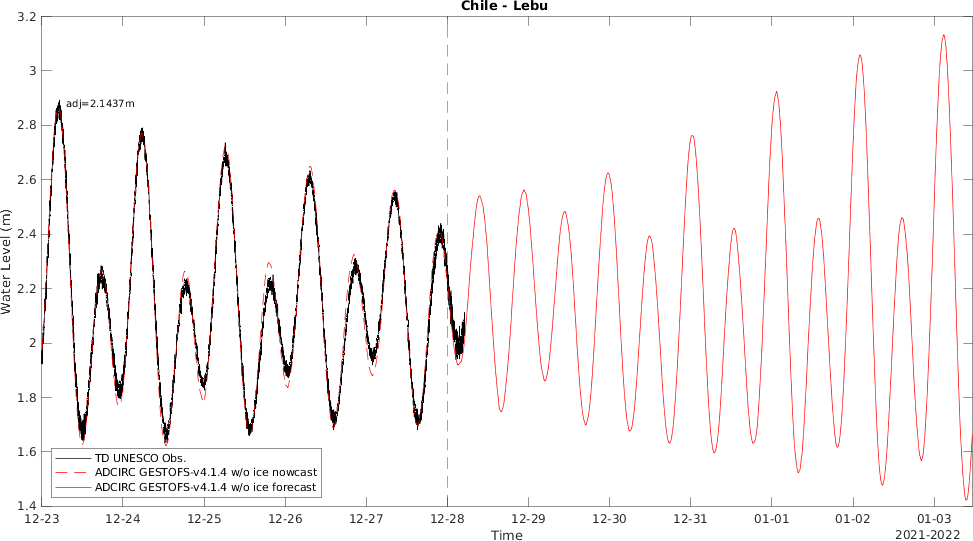 Chile - Lebu
3.2
3
2.8
2.6
2.4
2.2
2
1.8
1.6
1.4
Water Level (m)
adj=2.1437m
TD UNESCO Obs.
ADCIRC GESTOFS-v4.1.4 w/o ice nowcast
ADCIRC GESTOFS-v4.1.4 w/o ice forecast
12-23 12-24 12-25 12-26 12-27 12-28 12-29 12-30 12-31 01-01 01-02 01-03
Time
2021-2022